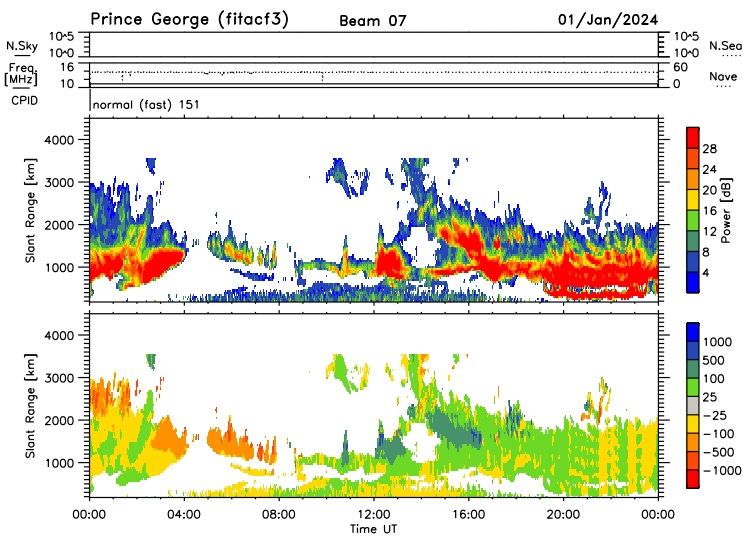 Prince George (fitacf3) Beam 07 01/Jan/2024
10^5 10^5
N.Sky N.Sea
10^0 10^0
16 60
Freq
[MHz] Nave
10 0
CPID normal (fast) 151
4000
3000
2000
1000
Slant Range [km]
28
24
20
16
12
8
4
Power [dB]
4000
3000
2000
1000
Slant Range [km]
1000
500
100
25
-25
-100
-500
-1000
00:00 04:00 08:00 12:00 16:00 20:00 00:00
Time UT